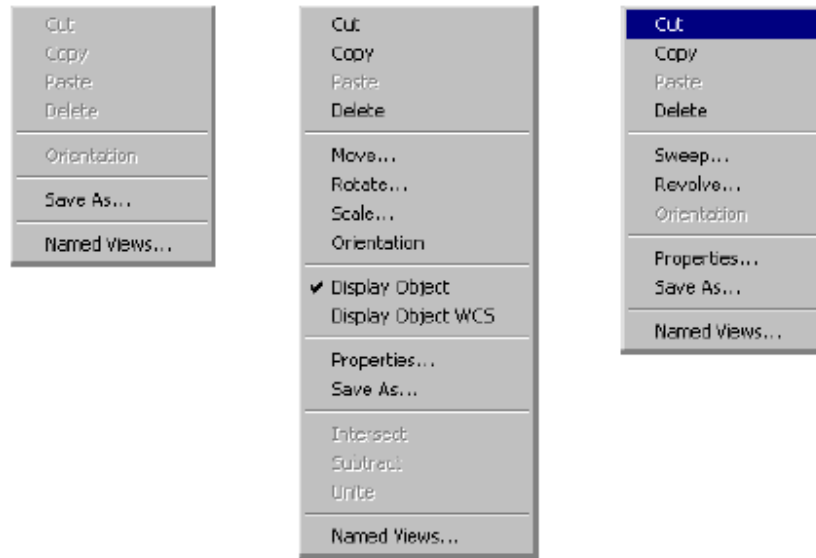 Cut
Copy
Paste
Delete
Orientation
Save As...
Named Views...
Cut
Copy
Paste
Delete
Move...
Rotate...
Scale...
Orientation
Display Object
Display Object WCS
Properties...
Save As...
Intersect
Subtract
Unite
Named Views...
Cut
Copy
Paste
Delete
Sweep...
Revolve...
Orientation
Properties...
Save As...
Named Views...